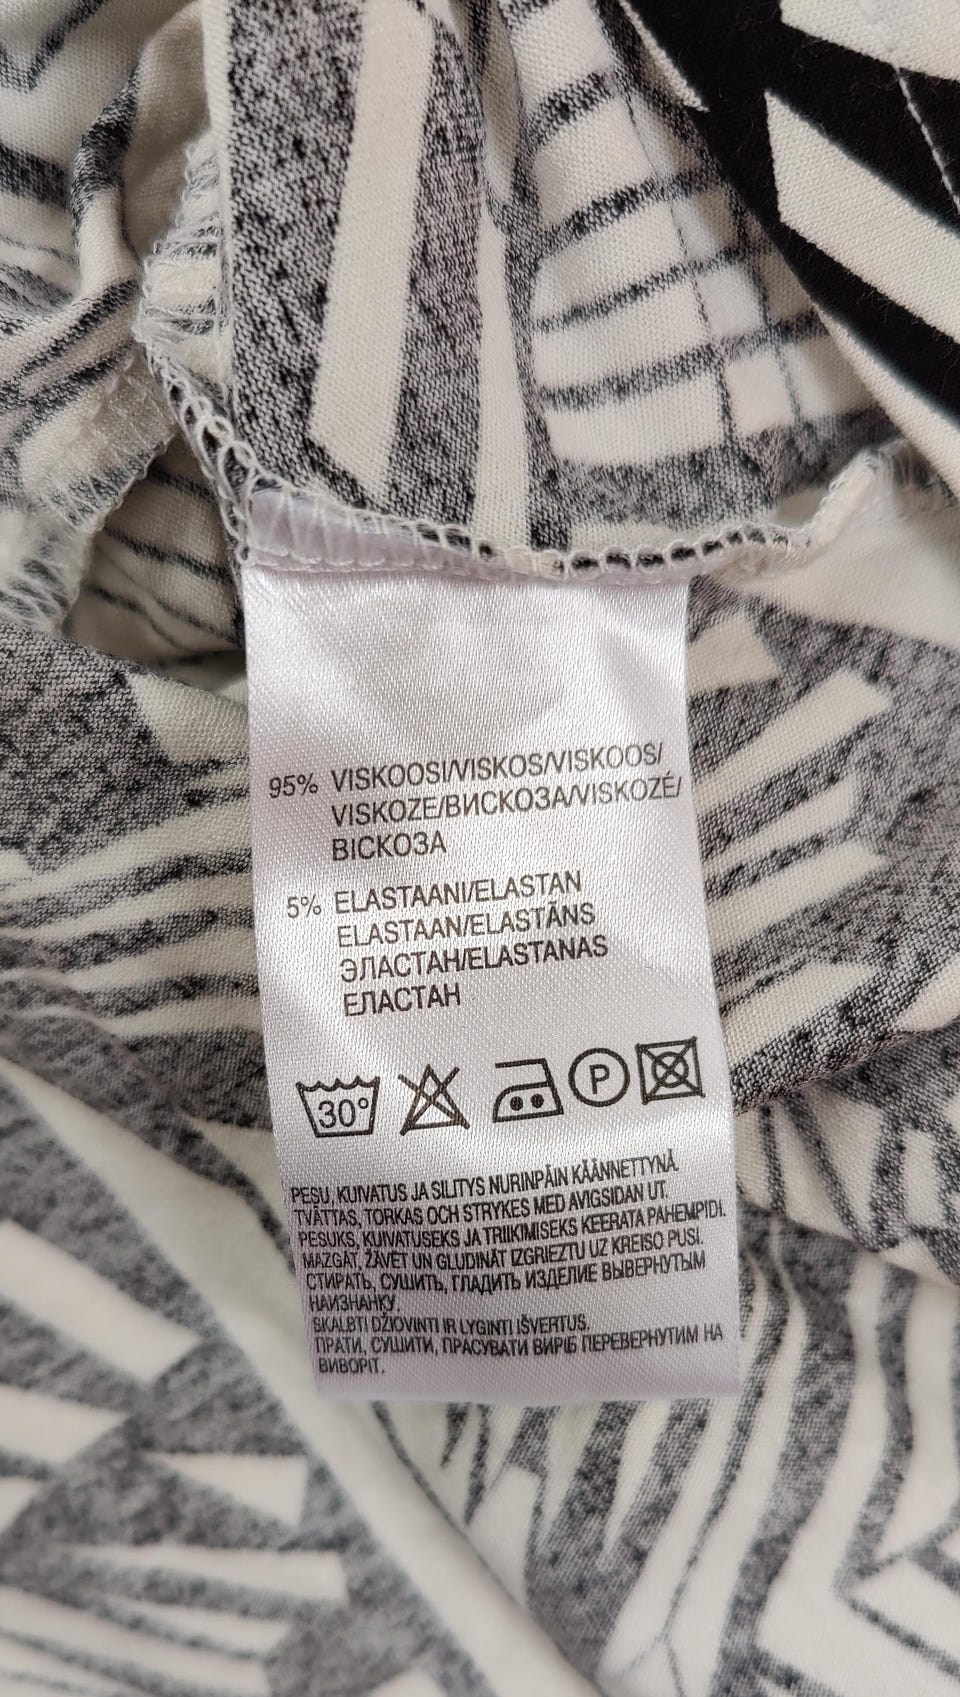 95% VISKOOSI/VISKOS/VISKOOS/
VISKOZE/ВИСКОЗА/VISKOZĖ/
ВІСКОЗА
5% ELASTAANI/ELASTAN
ELASTAAN/ELASTĀNS
ЭЛАСТАН/ELASTANAS
ЕЛАСТАН
30° P
PESU, KUIVATUS JA SILITYS NURINPÄIN KÄÄNNETTYNÄ.
TVÄTTAS, TORKAS OCH STRYKES MED AVIGSIDAN UT.
PESUKS, KUIVATUSEKS JA TRIIKIMISEKS KEERATA PAHEMPIDI.
MAZGĀT, ŽĀVĒT UN GLUDINĀT IZGRIEZTU UZ KREISO PUSI.
СТИРАТЬ, СУШИТЬ, ГЛАДИТЬ ИЗДЕЛИЕ ВЫВЕРНУТЫМ
НАИЗНАНКУ.
SKALBTI DŽIOVINTI IR LYGINTI IŠVERTUS.
ПРАТИ, СУШИТИ, ПРАСУВАТИ ВИРІБ ПЕРЕВЕРНУТИМ НА
ВИВОРІТ.